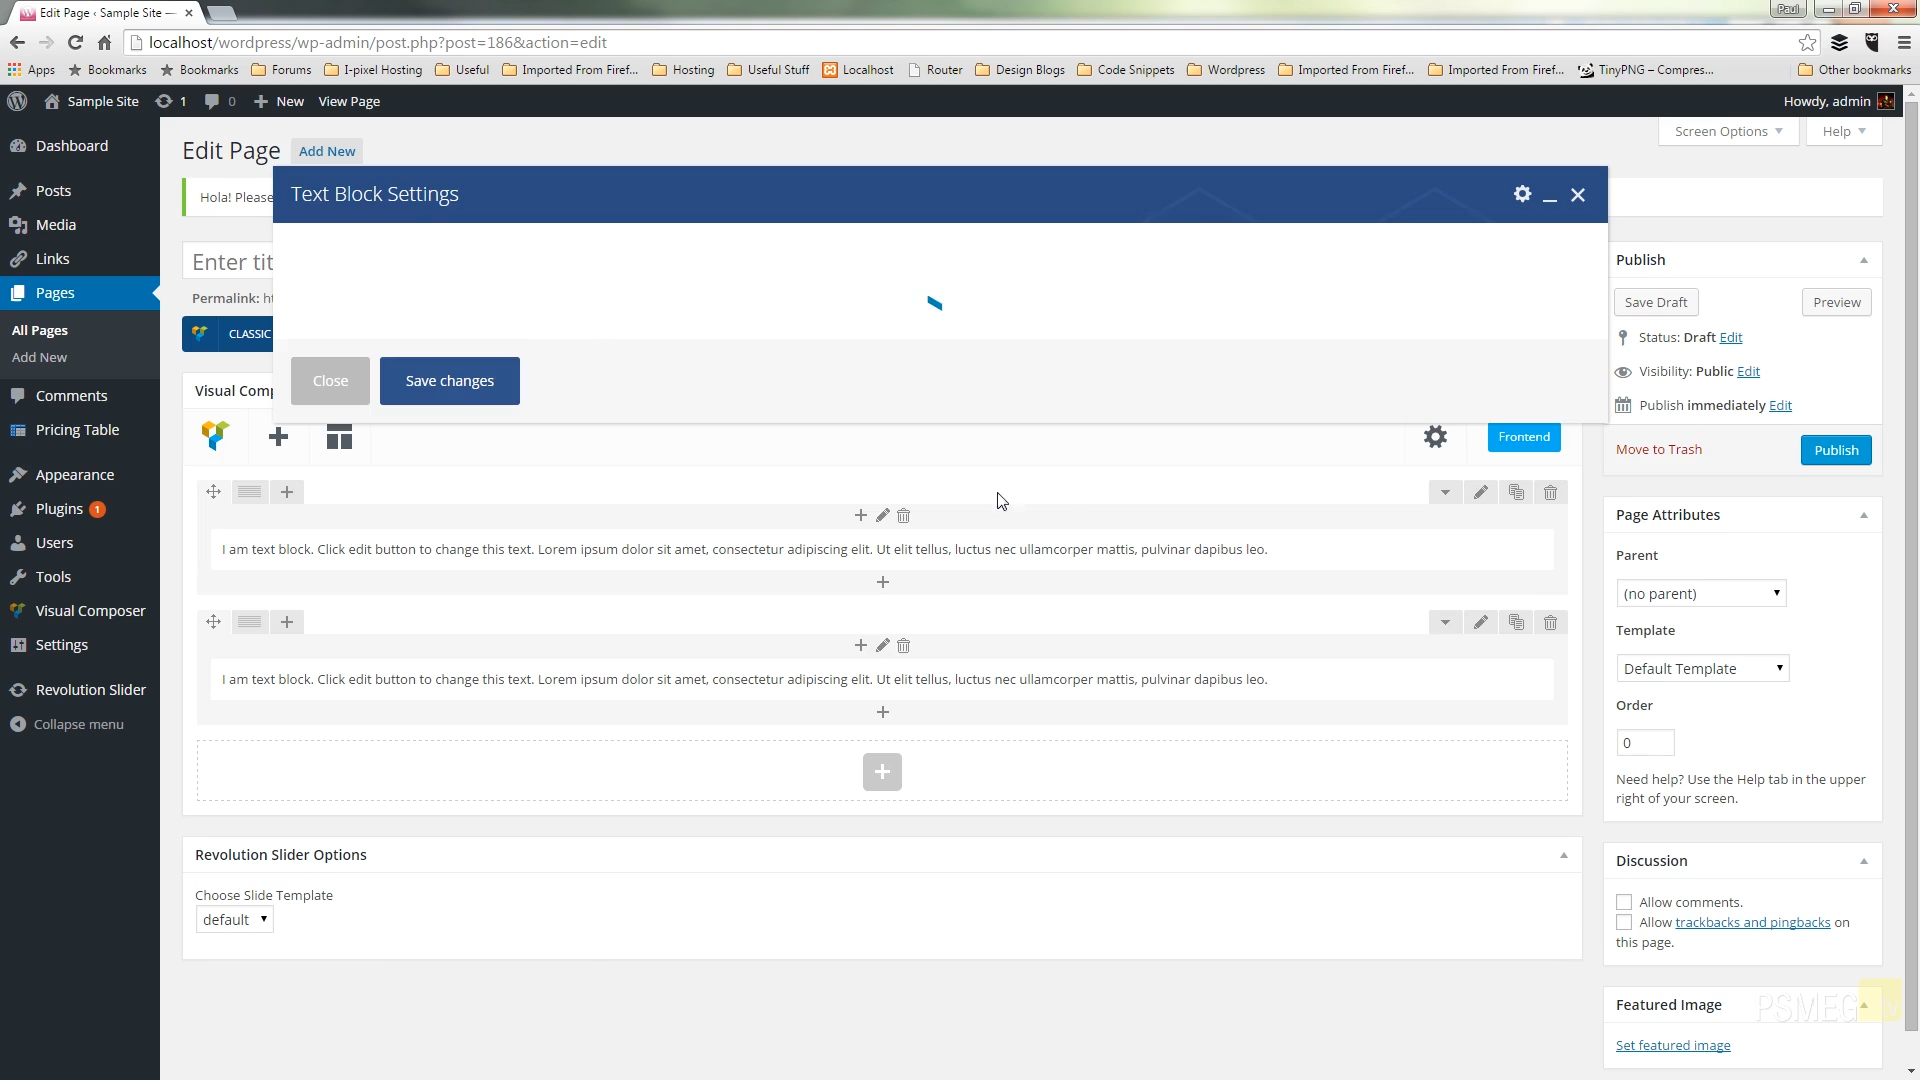 Edit Page ‹ Sample Site —
Paul
localhost/wordpress/wp-admin/post.php?post=186&action=edit
Apps Bookmarks Bookmarks Forums I-pixel Hosting Useful Imported From Firef... Hosting Useful Stuff Localhost Router Design Blogs Code Snippets Wordpress Imported From Firef... Imported From Firef... TinyPNG – Compres... Other bookmarks
Sample Site 1 0 New View Page Howdy, admin
Screen Options Help
Dashboard
Posts
Media
Links
Pages
All Pages
Add New
Comments
Pricing Table
Appearance
Plugins 1
Users
Tools
Visual Composer
Settings
Revolution Slider
Collapse menu
Edit Page Add New
Hola! Please
Text Block Settings
Enter tit
Permalink: ht
CLASSIC
Close Save changes
Visual Comp
Frontend
I am text block. Click edit button to change this text. Lorem ipsum dolor sit amet, consectetur adipiscing elit. Ut elit tellus, luctus nec ullamcorper mattis, pulvinar dapibus leo.
I am text block. Click edit button to change this text. Lorem ipsum dolor sit amet, consectetur adipiscing elit. Ut elit tellus, luctus nec ullamcorper mattis, pulvinar dapibus leo.
Revolution Slider Options
Choose Slide Template
default
Publish
Save Draft Preview
Status: Draft Edit
Visibility: Public Edit
Publish immediately Edit
Move to Trash Publish
Page Attributes
Parent
(no parent)
Template
Default Template
Order
0
Need help? Use the Help tab in the upper
right of your screen.
Discussion
Allow comments.
Allow trackbacks and pingbacks on
this page.
Featured Image
PSMEG
Set featured image